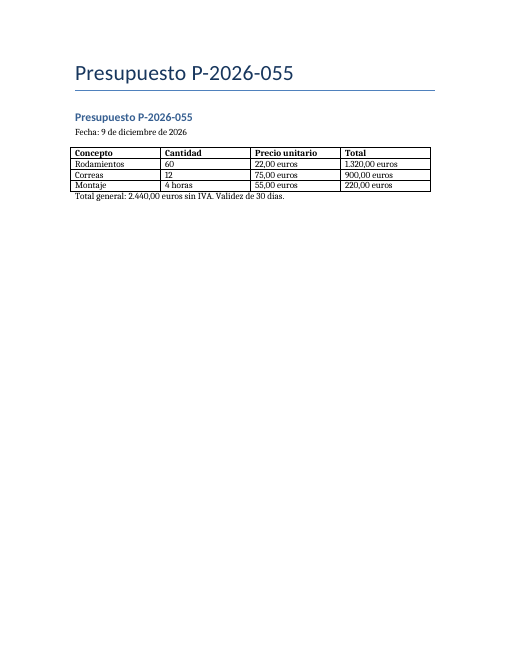 Presupuesto P-2026-055
Presupuesto P-2026-055
Fecha: 9 de diciembre de 2026
Concepto Cantidad Precio unitario Total
Rodamientos 60 22,00 euros 1.320,00 euros
Correas 12 75,00 euros 900,00 euros
Montaje 4 horas 55,00 euros 220,00 euros
Total general: 2.440,00 euros sin IVA. Validez de 30 días.